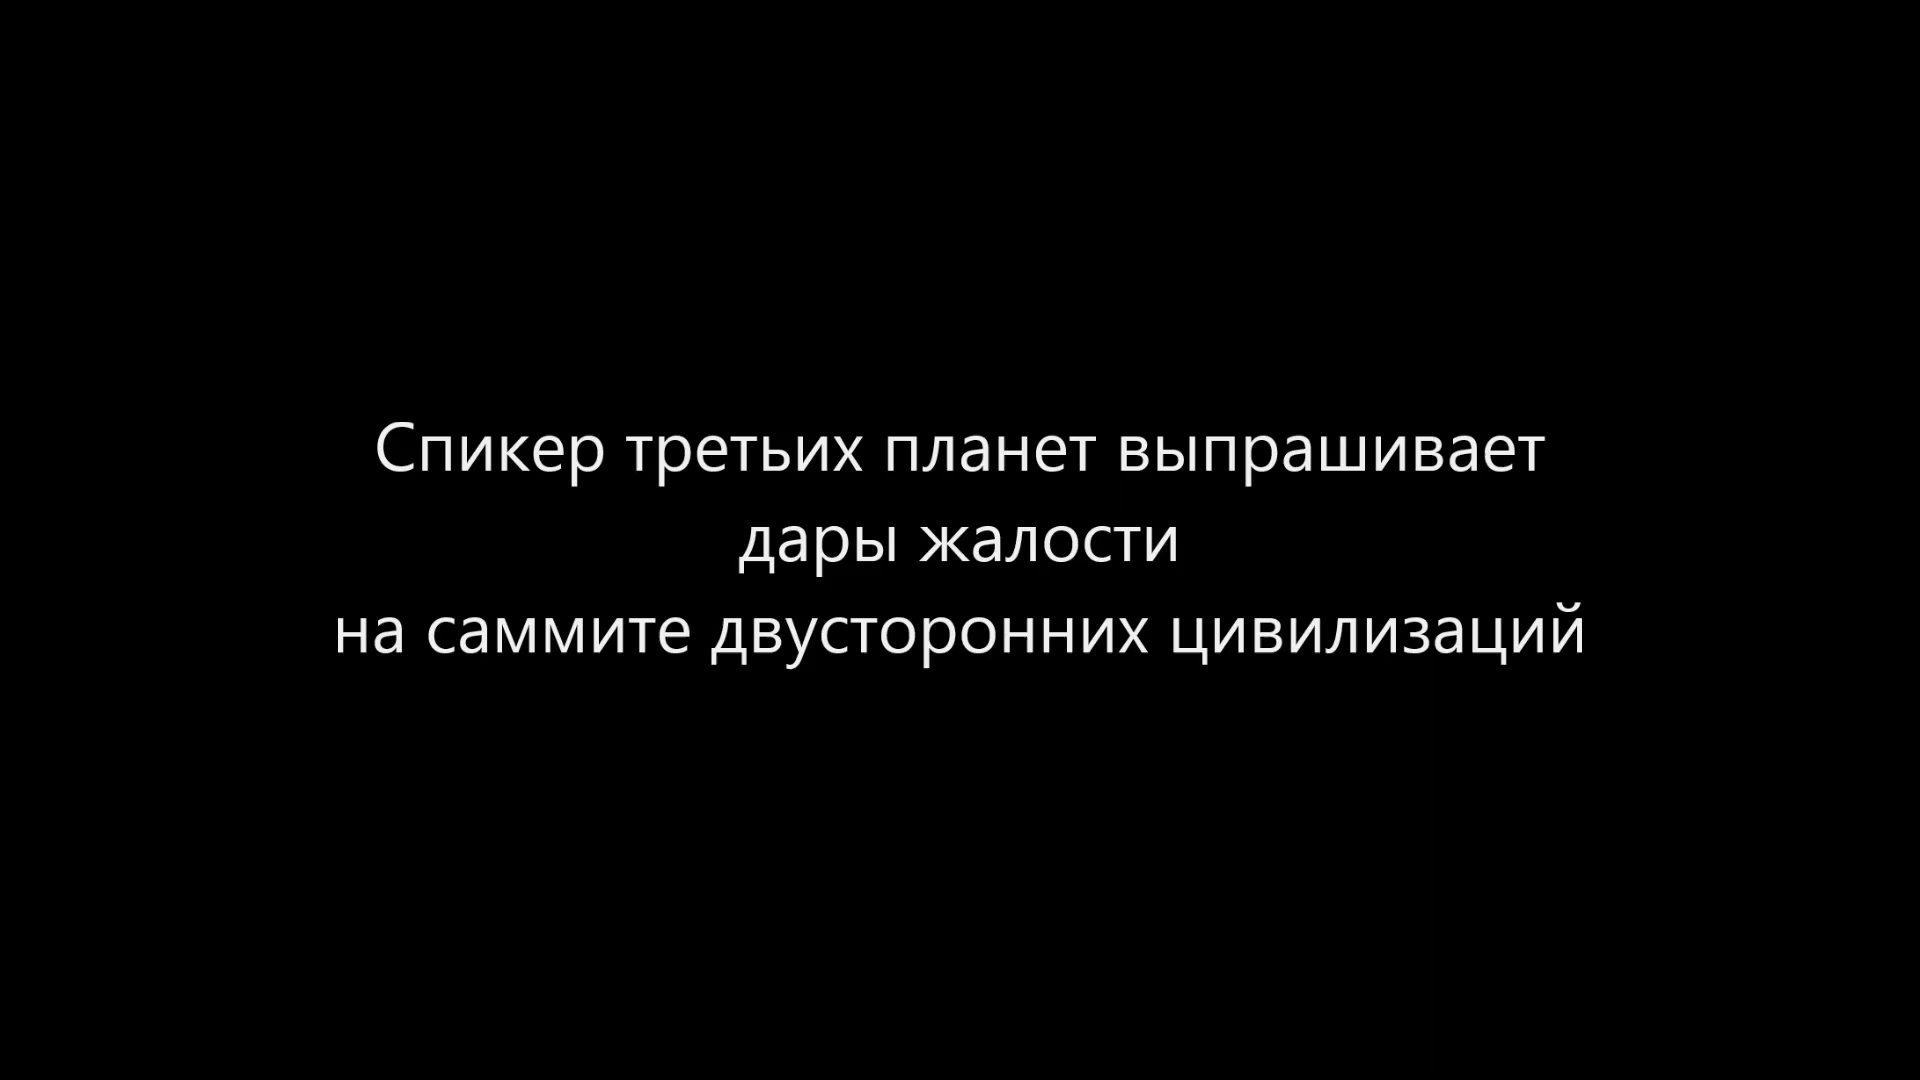 Спикер третьих планет выпрашивает
дары жалости
на саммите двусторонних цивилизаций